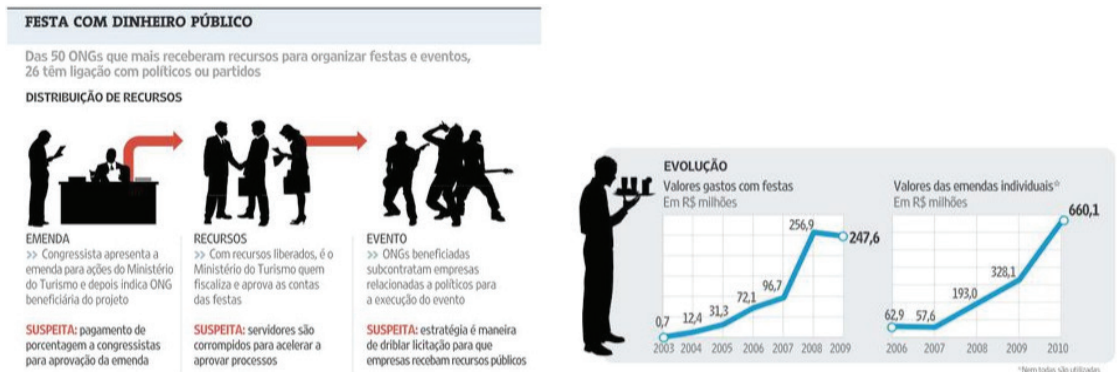 FESTA COM DINHEIRO PÚBLICO
Das 50 ONGs que mais receberam recursos para organizar festas e eventos,
26 têm ligação com políticos ou partidos
DISTRIBUIÇÃO DE RECURSOS
EMENDA
>> Congressista apresenta a
emenda para ações do Ministério
do Turismo e depois indica ONG
beneficiária do projeto
SUSPEITA: pagamento de
porcentagem a congressistas
para aprovação da emenda
RECURSOS
>> Com recursos liberados, é o
Ministério do Turismo quem
fiscaliza e aprova as contas
das festas
SUSPEITA: servidores são
corrompidos para acelerar a
aprovar processos
EVENTO
>> ONGs beneficiadas
subcontratam empresas
relacionadas a políticos para
a execução do evento
SUSPEITA: estratégia é maneira
de driblar licitação para que
empresas recebam recursos públicos
EVOLUÇÃO
Valores gastos com festas
Em R$ milhões
0,7
12,4
31,3
72,1
96,7
256,9
247,6
2003 2004 2005 2006 2007 2008 2009
Valores das emendas individuais*
Em R$ milhões
62,9
57,6
193,0
328,1
660,1
2006 2007 2008 2009 2010
*Nem todas são utilizadas